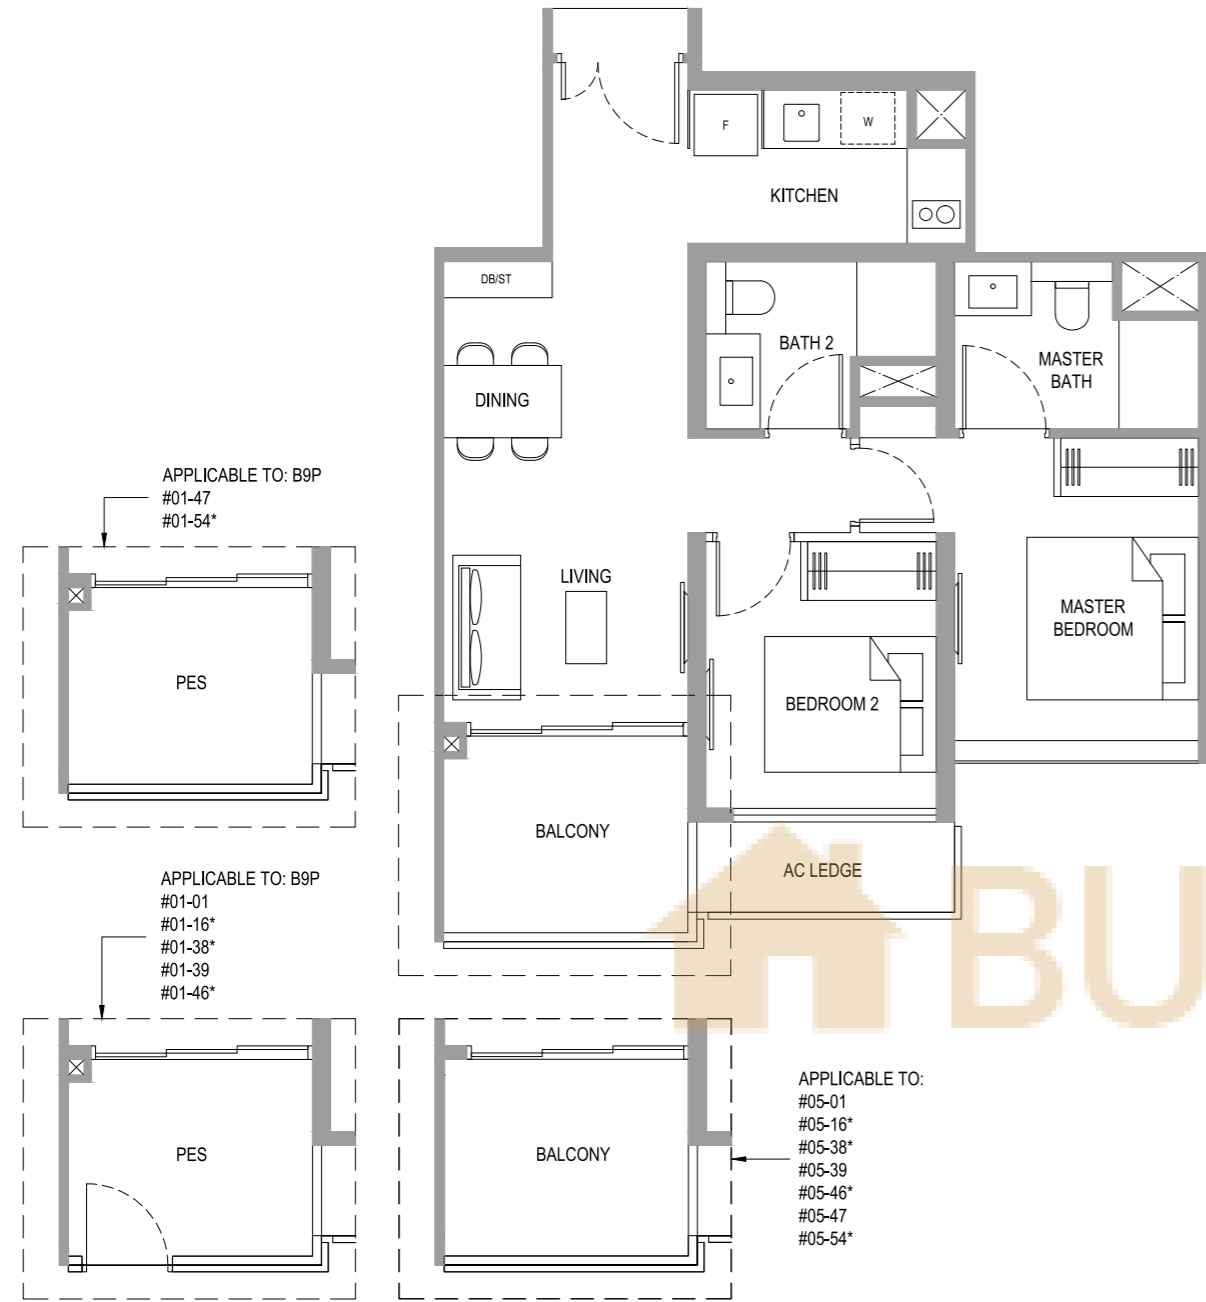 F
W
KITCHEN
DB/ST
BATH 2
MASTER
BATH
DINING
APPLICABLE TO: B9P
#01-47
#01-54*
LIVING
MASTER
BEDROOM
PES
BEDROOM 2
BALCONY
AC LEDGE
BU
APPLICABLE TO: B9P
#01-01
#01-16*
#01-38*
#01-39
#01-46*
PES
BALCONY
APPLICABLE TO:
#05-01
#05-16*
#05-38*
#05-39
#05-46*
#05-47
#05-54*